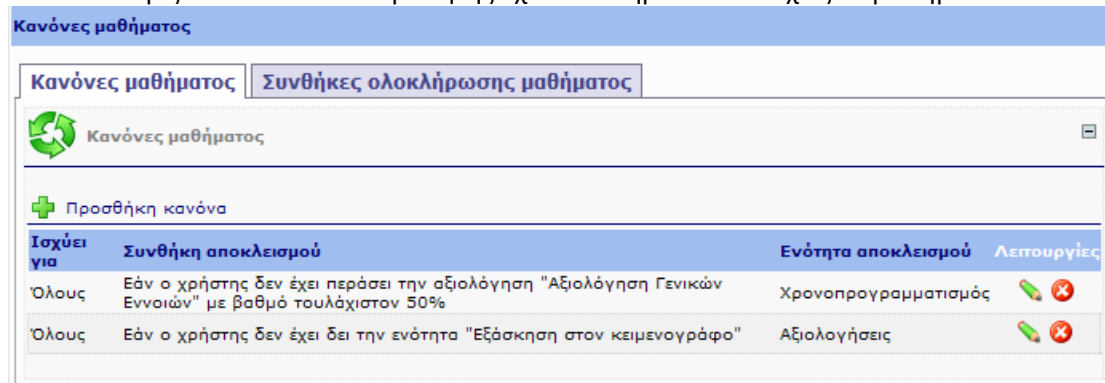 Κανόνες μαθήματος
Κανόνες μαθήματος Συνθήκες ολοκλήρωσης μαθήματος
Κανόνες μαθήματος
Προσθήκη κανόνα
Ισχύει για Συνθήκη αποκλεισμού Ενότητα αποκλεισμού Λειτουργίες
Όλους Εάν ο χρήστης δεν έχει περάσει την αξιολόγηση "Αξιολόγηση Γενικών
Εννοιών" με βαθμό τουλάχιστον 50% Χρονοπρογραμματισμός
Όλους Εάν ο χρήστης δεν έχει δει την ενότητα "Εξάσκηση στον κειμενογράφο" Αξιολογήσεις